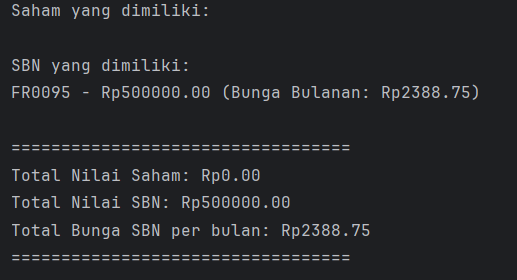 Saham yang dimiliki:
SBN yang dimiliki:
FR0095 - Rp500000.00 (Bunga Bulanan: Rp2388.75)
==================================
Total Nilai Saham: Rp0.00
Total Nilai SBN: Rp500000.00
Total Bunga SBN per bulan: Rp2388.75
==================================